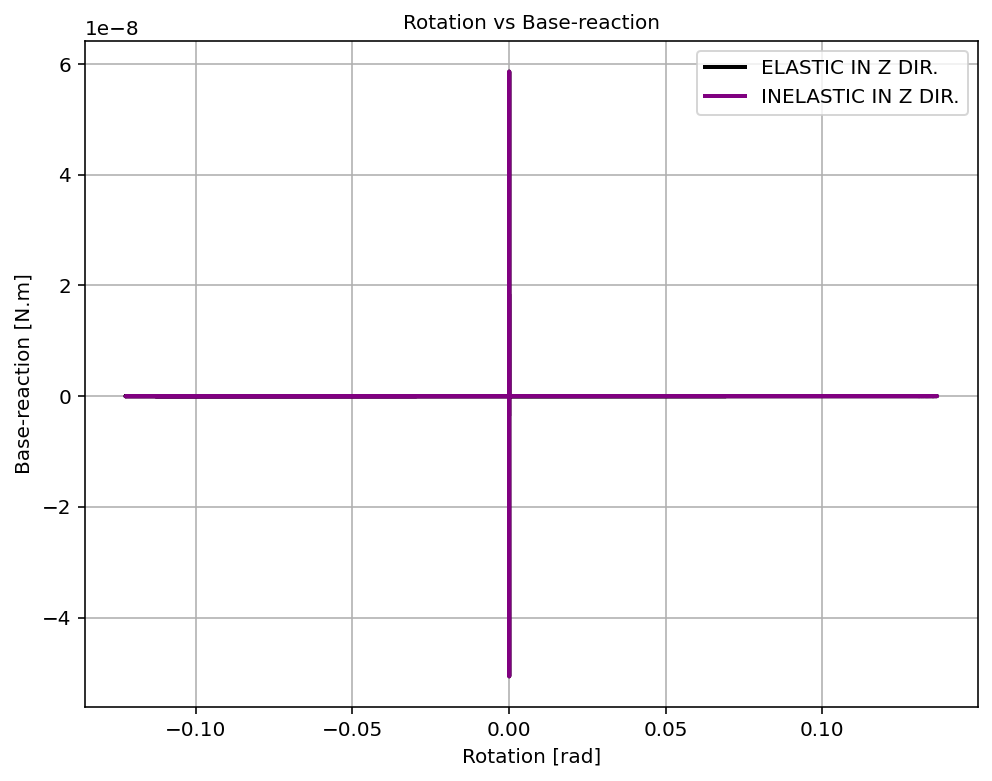 Rotation vs Base-reaction
1e−8
ELASTIC IN Z DIR.
INELASTIC IN Z DIR.
6
4
2
0
−2
−4
Base-reaction [N.m]
−0.10
−0.05
0.00
0.05
0.10
Rotation [rad]